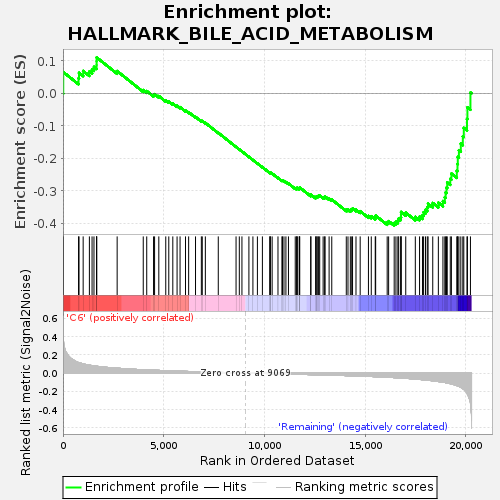 Enrichment plot:
HALLMARK_BILE_ACID_METABOLISM
Enrichment score (ES)
0.1
0.0
-0.1
-0.2
-0.3
-0.4
'C6' (positively correlated)
Ranked list metric (Signal2Noise)
0.6
0.4
0.2
0.0
-0.2
-0.4
-0.6
Zero cross at 9069
'Remaining' (negatively correlated)
0
5,000
10,000
15,000
20,000
Rank in Ordered Dataset
Enrichment profile
Hits
Ranking metric scores